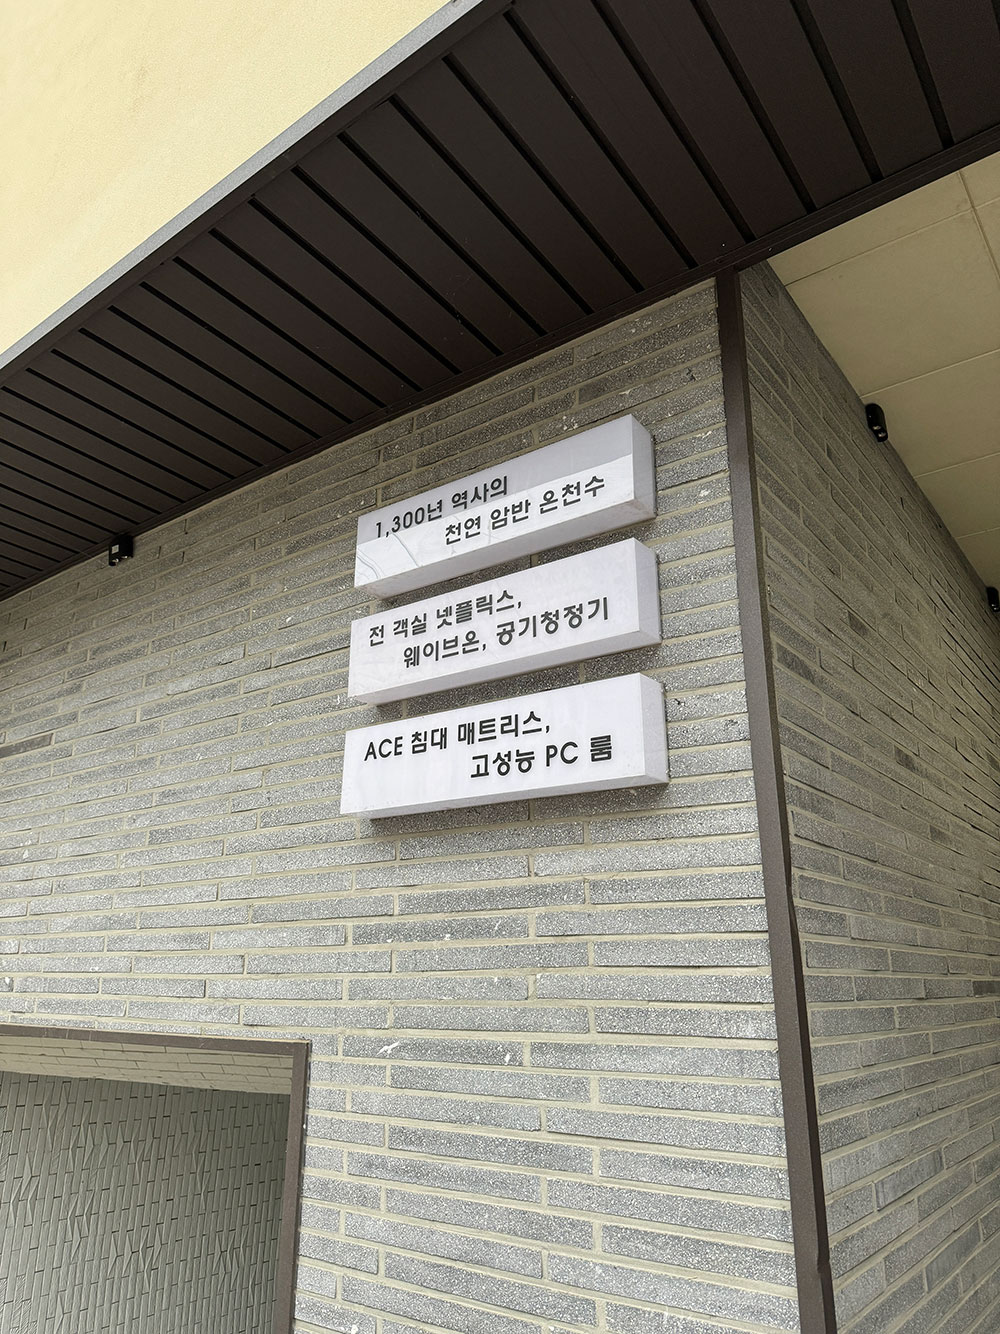 1,300년 역사의
천연 암반 온천수
전 객실 넷플릭스,
웨이브온, 공기청정기
ACE 침대 매트리스,
고성능 PC 룸